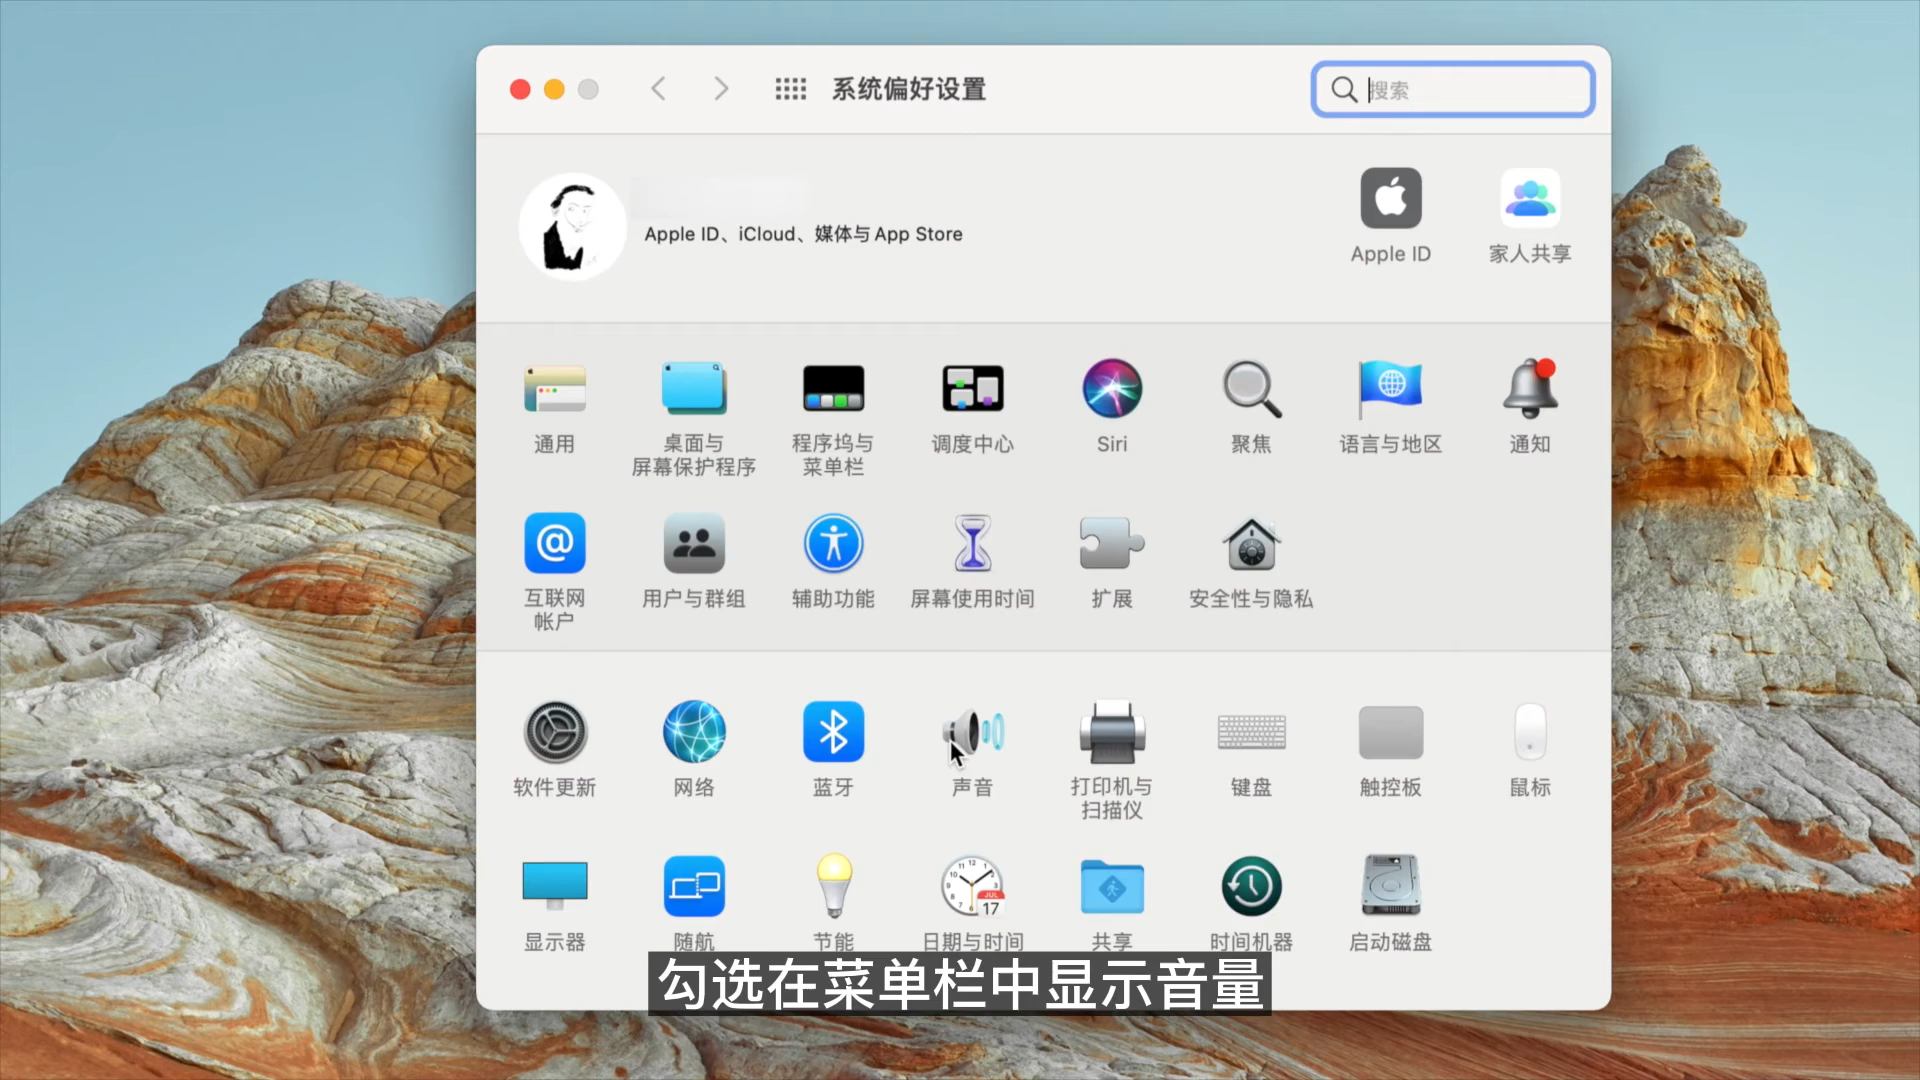 系统偏好设置
搜索
Apple ID、iCloud、媒体与 App Store
Apple ID
家人共享
通用
桌面与
屏幕保护程序
程序坞与
菜单栏
调度中心
Siri
聚焦
语言与地区
通知
互联网
帐户
用户与群组
辅助功能
屏幕使用时间
扩展
安全性与隐私
软件更新
网络
蓝牙
声音
打印机与
扫描仪
键盘
触控板
鼠标
显示器
随航
节能
JUL
17
日期与时间
共享
时间机器
启动磁盘
勾选在菜单栏中显示音量